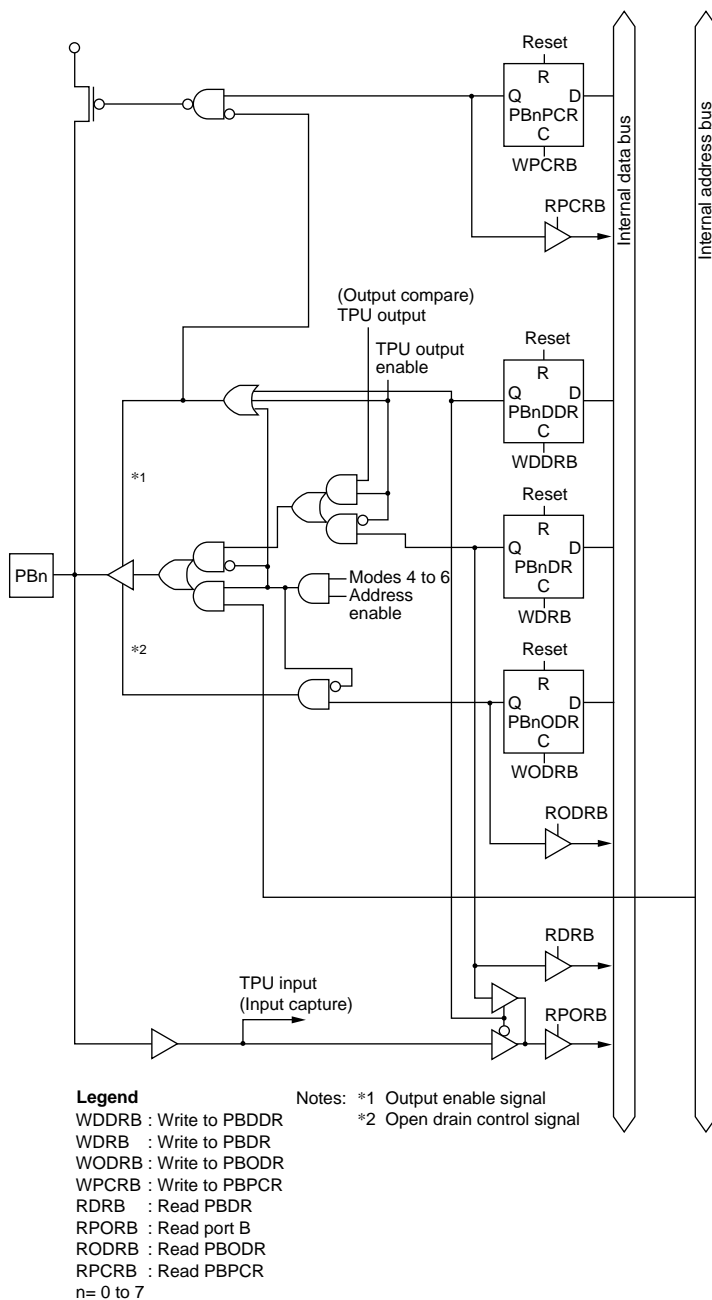 Reset
R
Q D
PBnPCR
C
WPCRB
RPCRB
Internal data bus
Internal address bus
(Output compare)
TPU output
TPU output
enable
Reset
R
Q D
PBnDDR
C
WDDRB
*1
Reset
R
Q D
PBnDR
C
WDRB
PBn
Modes 4 to 6
Address
enable
*2
Reset
R
Q D
PBnODR
C
WODRB
RODRB
RDRB
TPU input
(Input capture)
RPORB
Legend
WDDRB : Write to PBDDR
WDRB : Write to PBDR
WODRB : Write to PBODR
WPCRB : Write to PBPCR
RDRB : Read PBDR
RPORB : Read port B
RODRB : Read PBODR
RPCRB : Read PBPCR
n= 0 to 7
Notes: *1 Output enable signal
*2 Open drain control signal